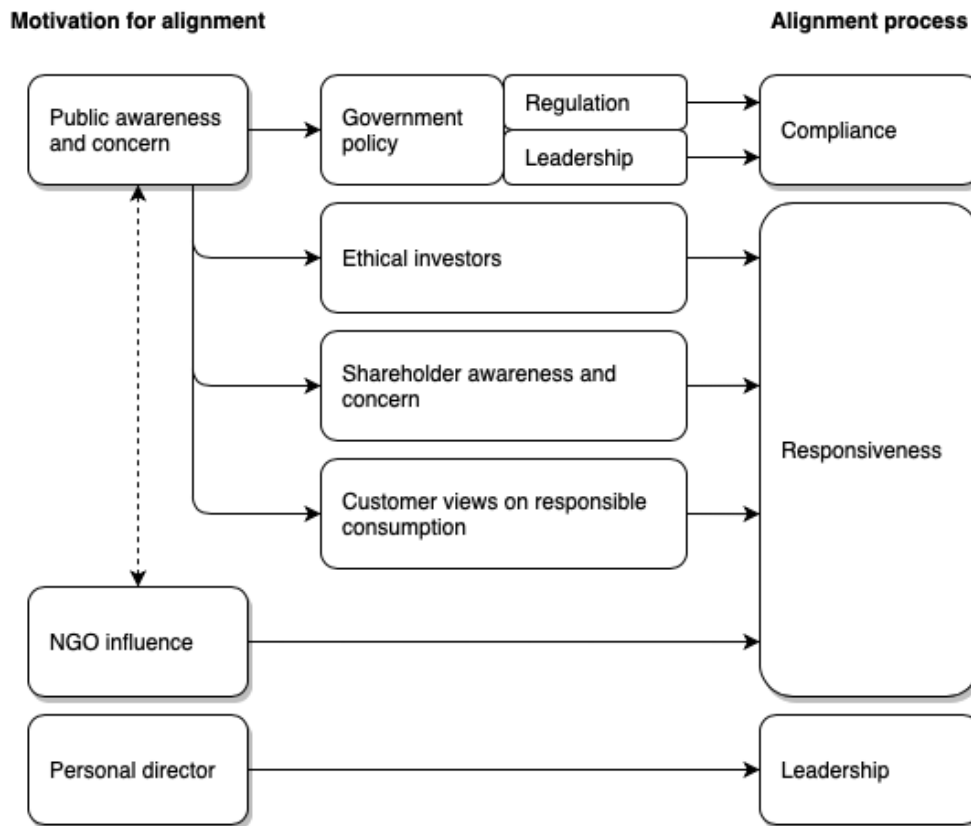 Motivation for alignment
Alignment process
Public awareness
and concern
Government
policy
Regulation
Leadership
Compliance
Ethical investors
Shareholder awareness and
concern
Customer views on responsible
consumption
Responsiveness
NGO influence
Personal director
Leadership